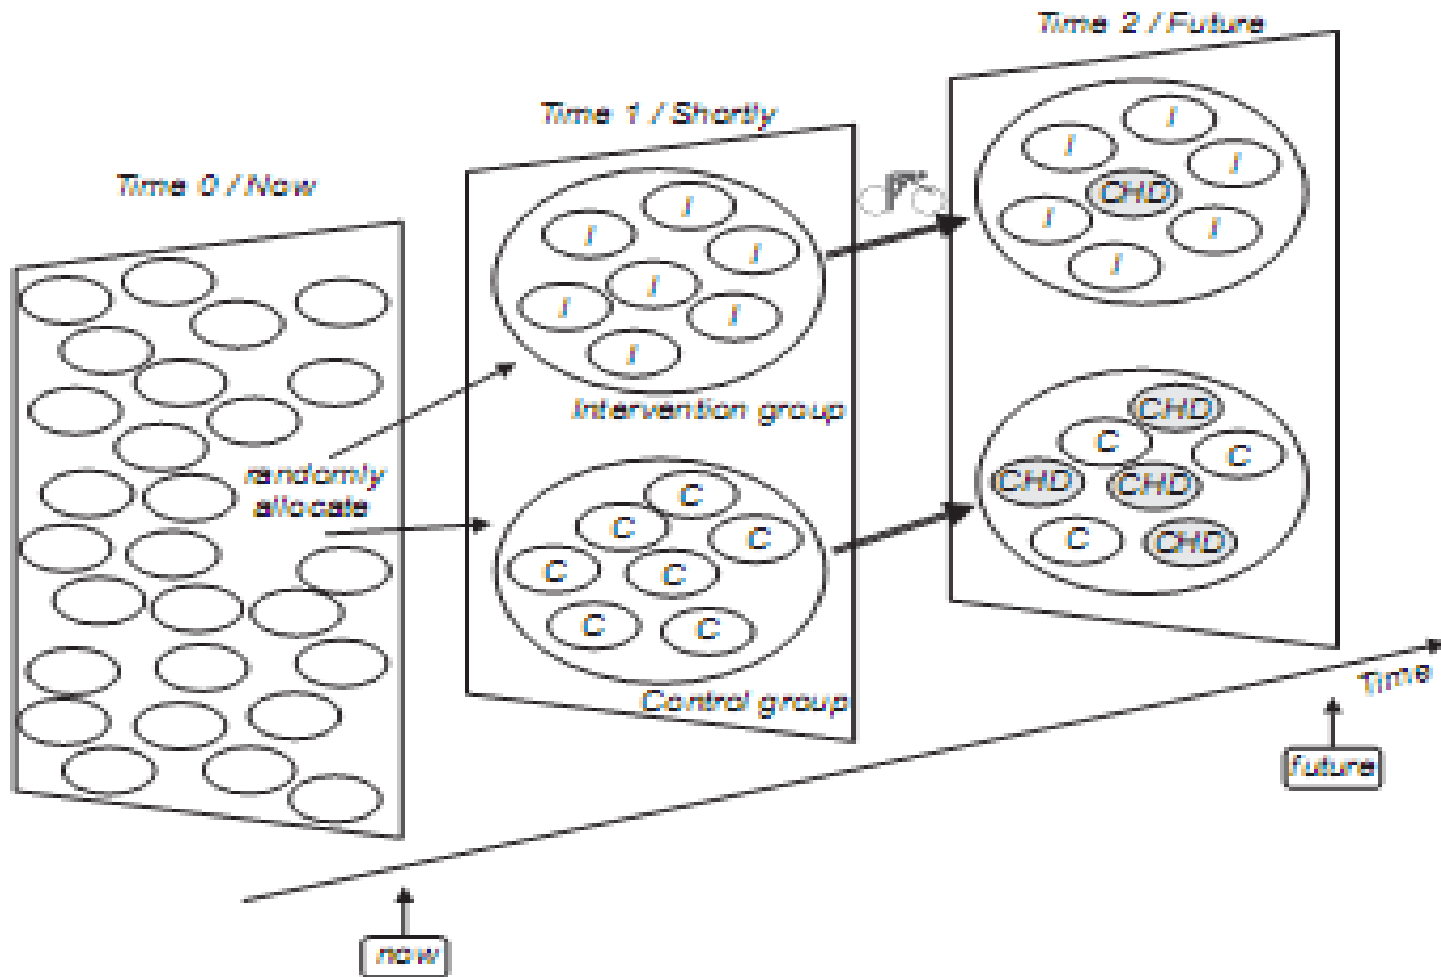 Time 0 / Now
Time 1 / Shortly
Time 2 / Future
randomly
allocate
I
I
I
I
I
I
I
Intervention group
C
C
C
C
C
C
C
Control group
I
I
I
CHD
I
I
I
CHD
C
C
CHD
CHD
C
CHD
Time
now
future